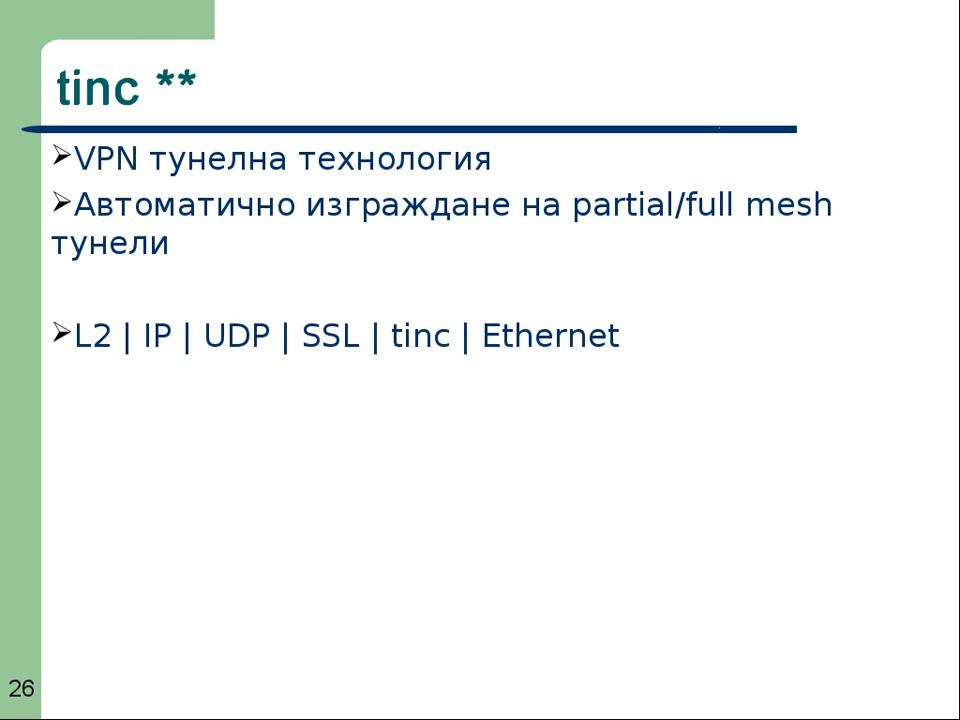 tinc **
VPN тунелна технология
Автоматично изграждане на partial/full mesh
тунели
L2 | IP | UDP | SSL | tinc | Ethernet
26